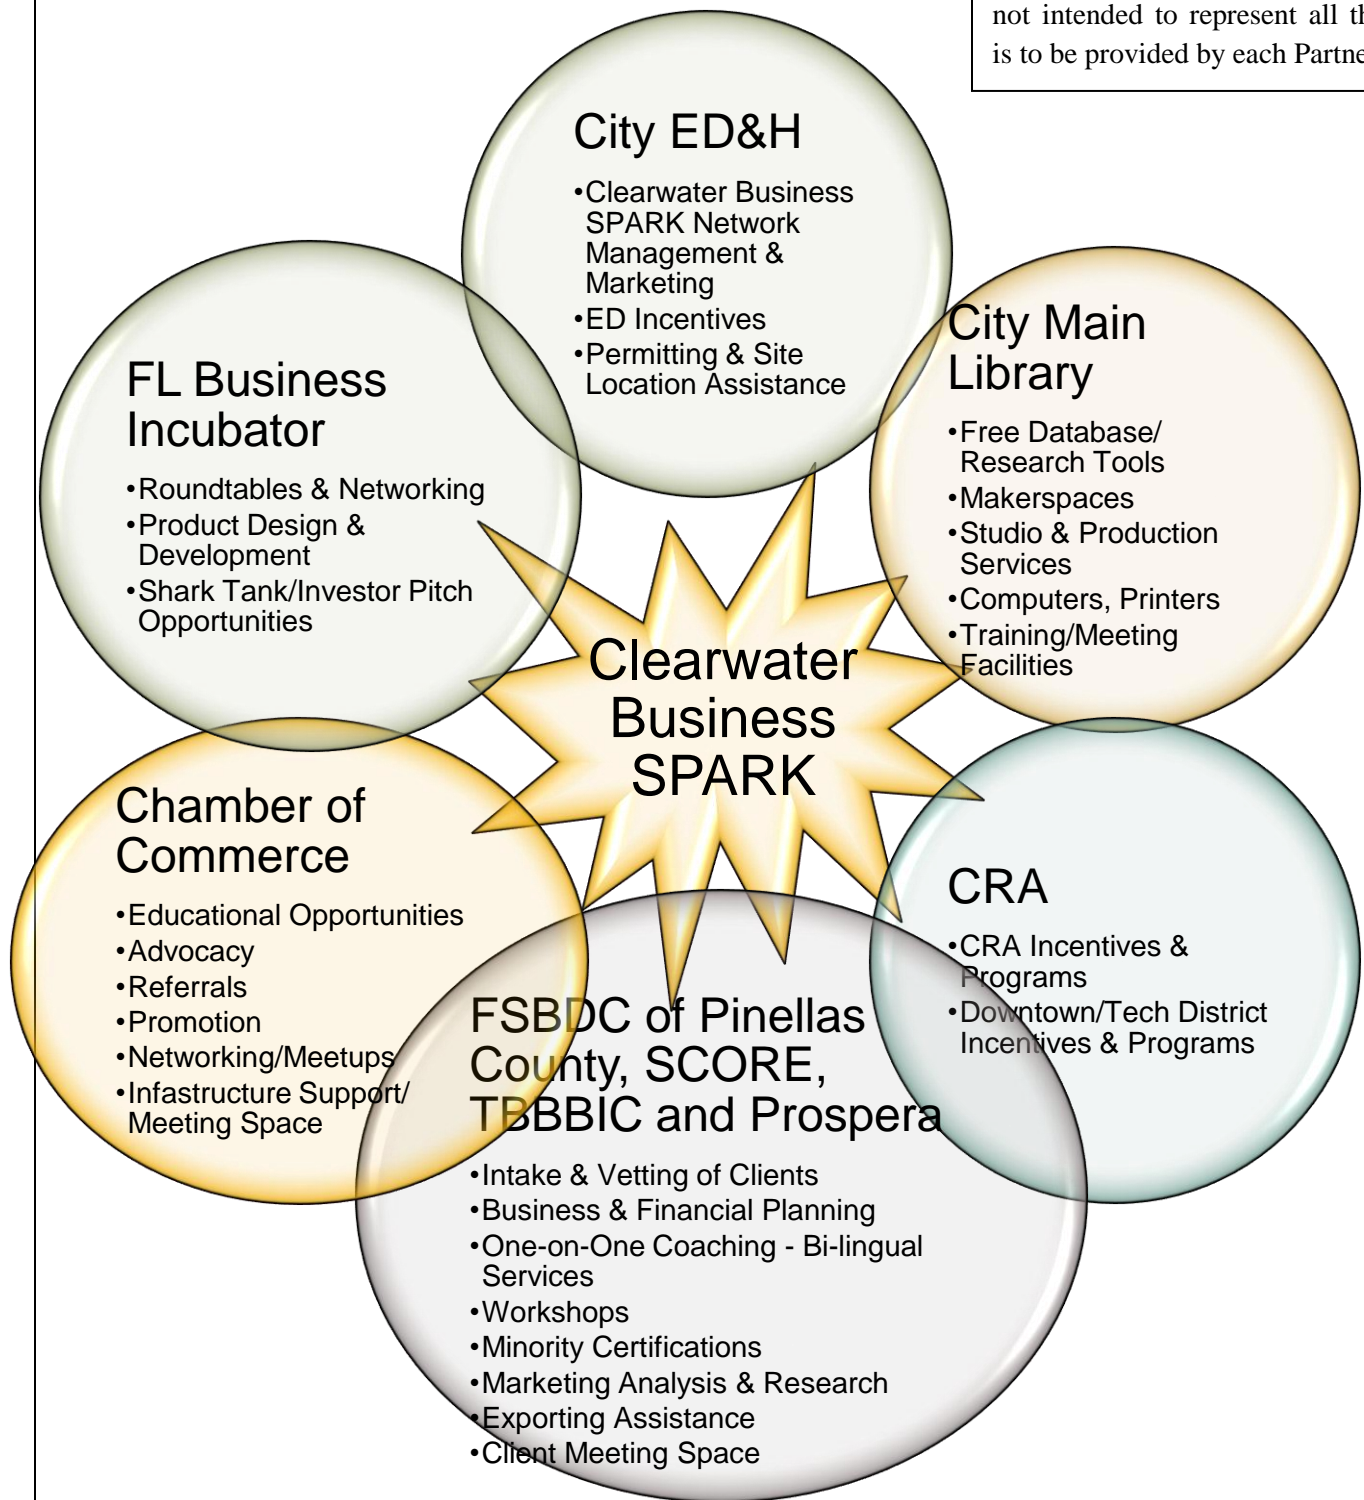 not intended to represent all
is to be provided by each
City ED&H
•Clearwater Business
SPARK Network
Management &
Marketing
•ED Incentives
•Permitting & Site
Location Assistance
City Main
Library
•Free Database/
Research Tools
•Makerspaces
•Studio & Production
Services
•Computers, Printers
•Training/Meeting
Facilities
FL Business
Incubator
•Roundtables & Networking
•Product Design &
Development
•Shark Tank/Investor Pitch
Opportunities
Clearwater
Business
SPARK
Chamber of
Commerce
•Educational Opportunities
•Advocacy
•Referrals
•Promotion
•Networking/Meetups
•Infastructure Support/
Meeting Space
CRA
•CRA Incentives &
Programs
•Downtown/Tech District
Incentives & Programs
FSBDC of Pinellas
County, SCORE,
TBBBIC and Prospera
•Intake & Vetting of Clients
•Business & Financial Planning
•One-on-One Coaching - Bi-lingual
Services
•Workshops
•Minority Certifications
•Marketing Analysis & Research
•Exporting Assistance
•Client Meeting Space